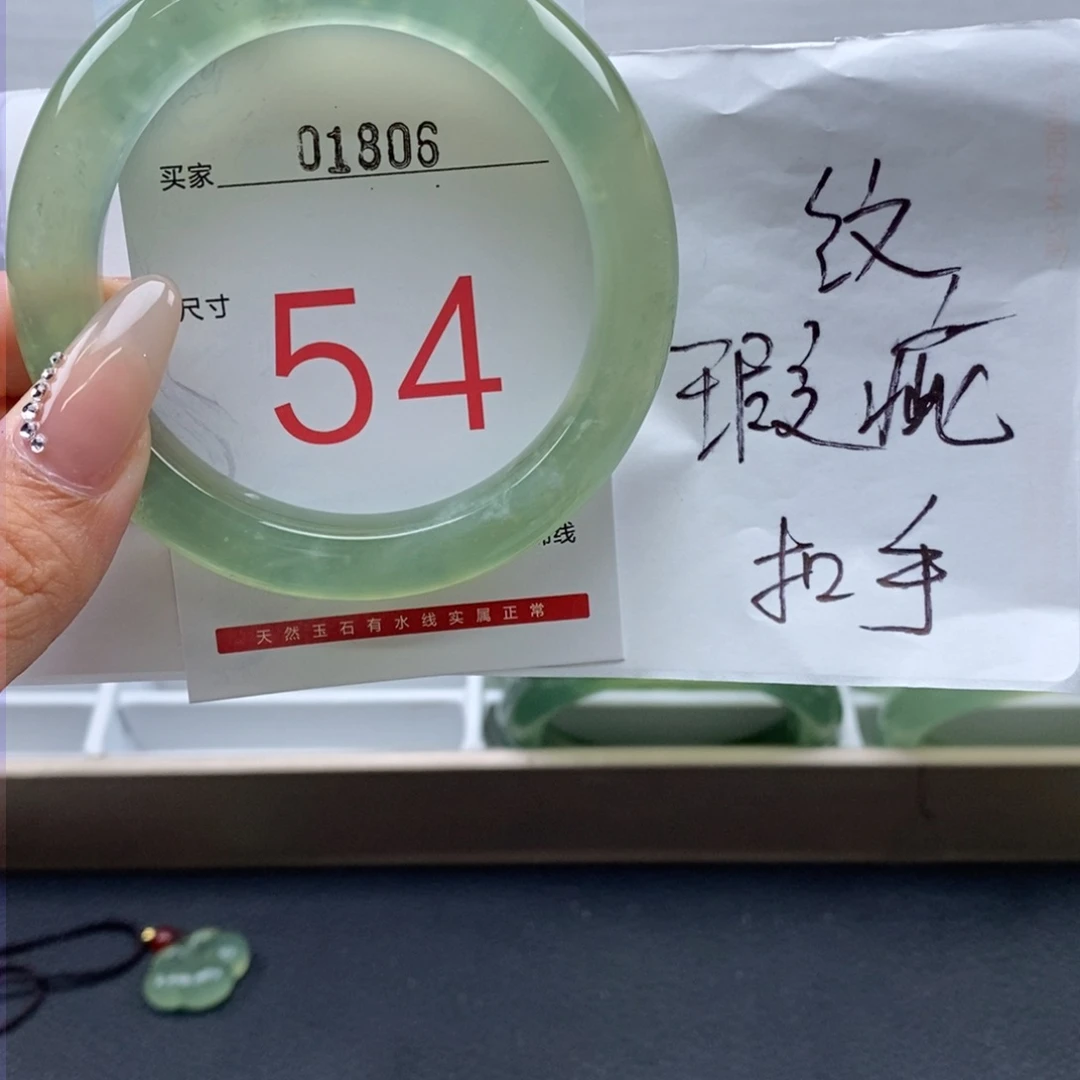 买家 01806
尺寸
54
线
天然玉石有水线实属正常
纹
瑕疵
扣手